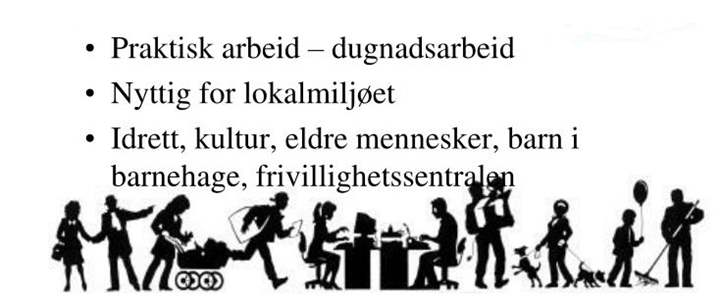 • Praktisk arbeid – dugnadsarbeid
• Nyttig for lokalmiljøet
• Idrett, kultur, eldre mennesker, barn i
barnehage, frivillighetssentralen